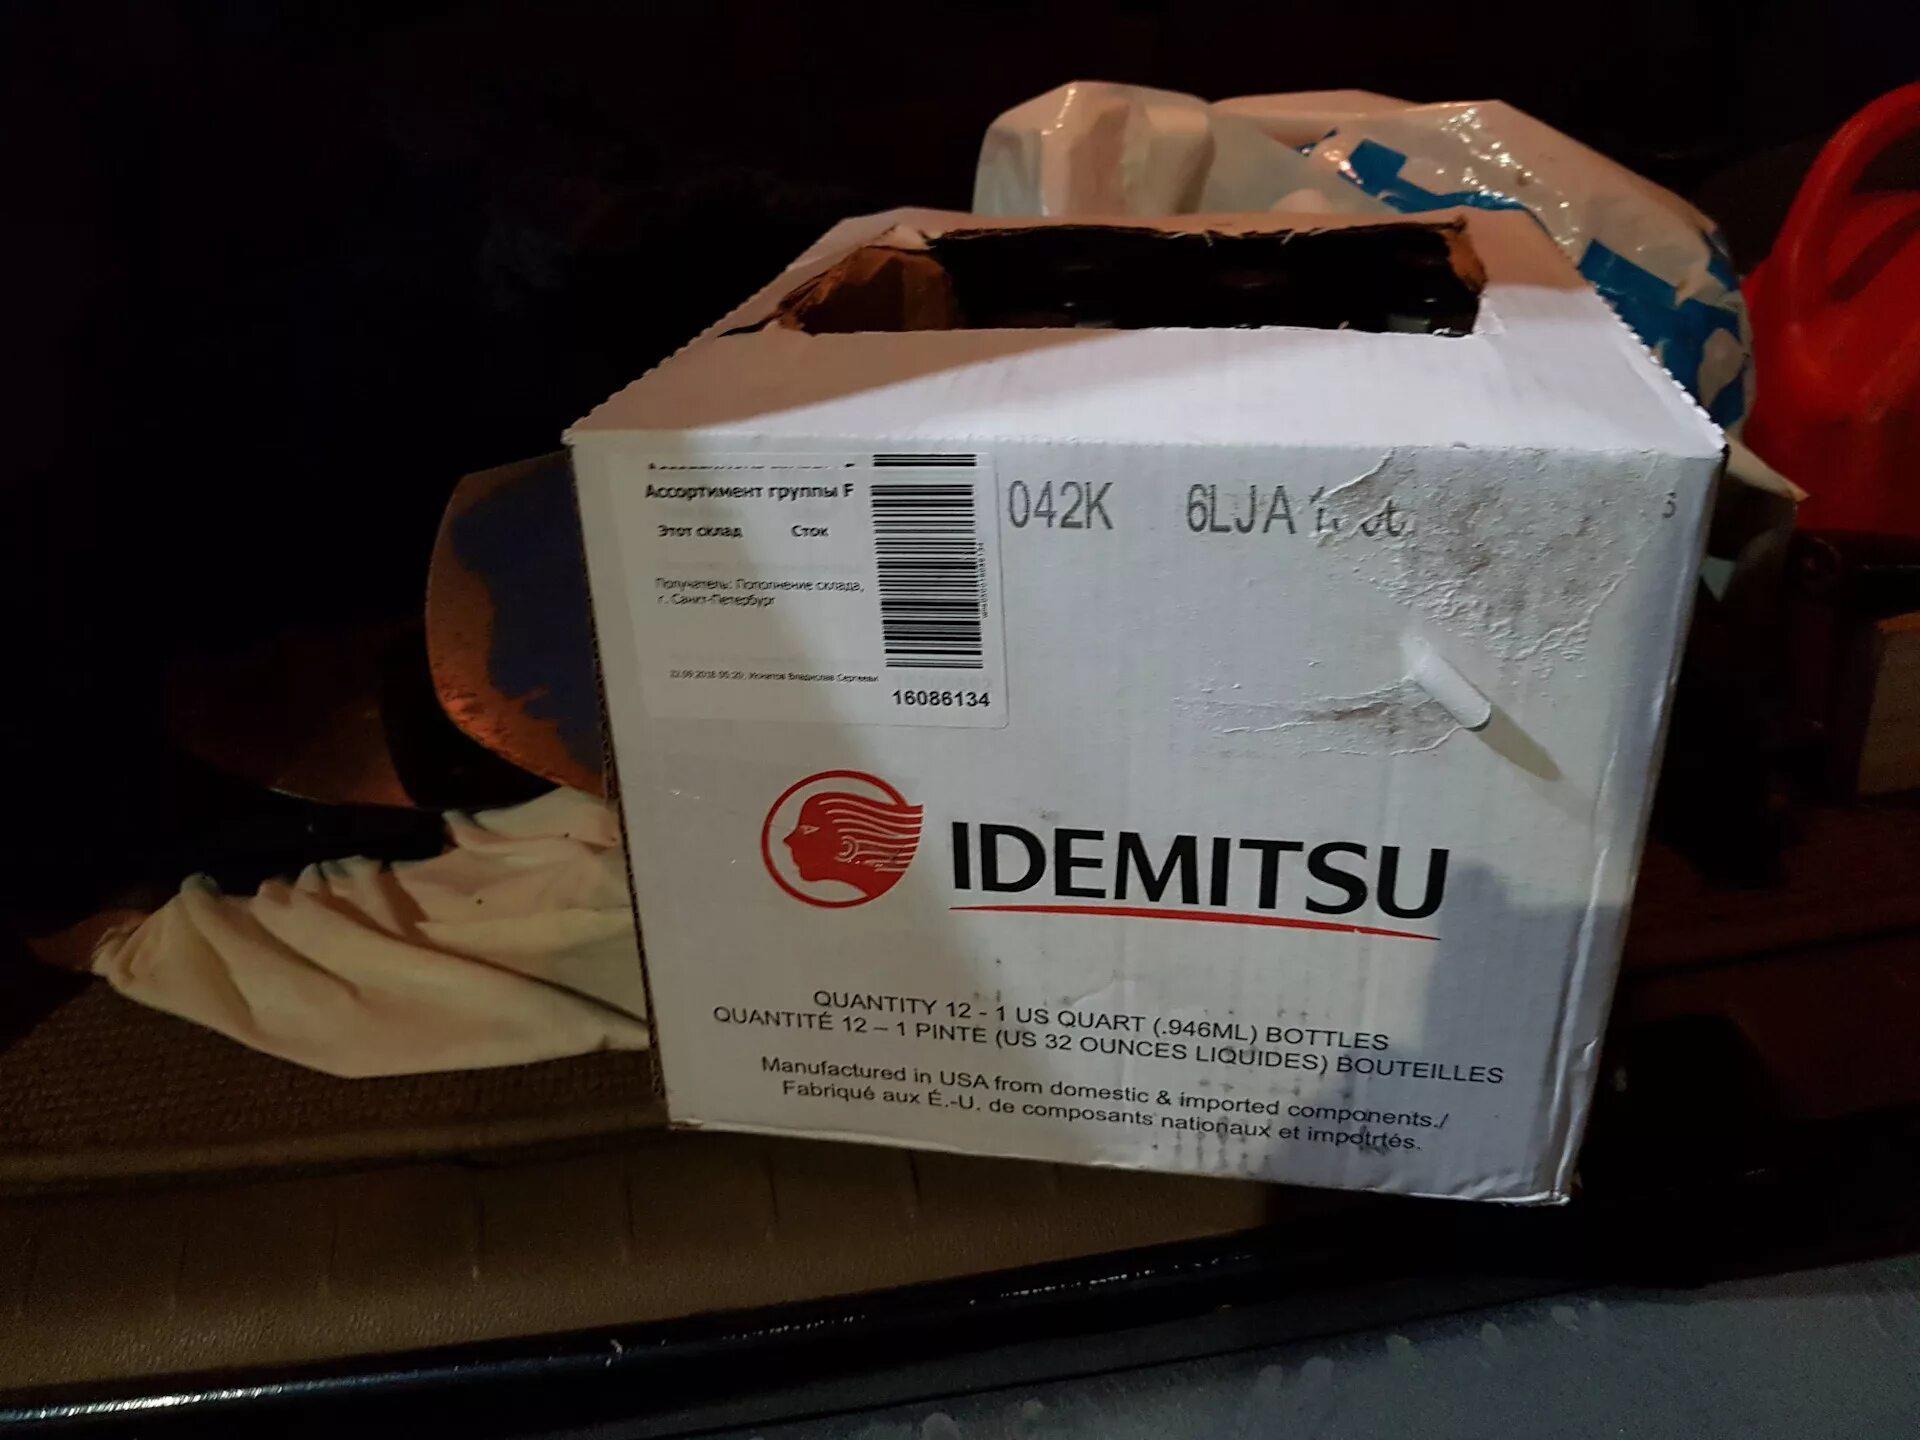 Ассортимент группы F
Этот склад Сток
Получатель: Пополнение склада,
г. Санкт-Петербург
16086134
042K 6LJA
IDEMITSU
QUANTITY 12 - 1 US QUART (.946ML) BOTTLES
QUANTITÉ 12 – 1 PINTE (US 32 OUNCES LIQUIDES) BOUTEILLES
Manufactured in USA from domestic & imported components./
Fabriqué aux É.-U. de composants nationaux et impotrtés.